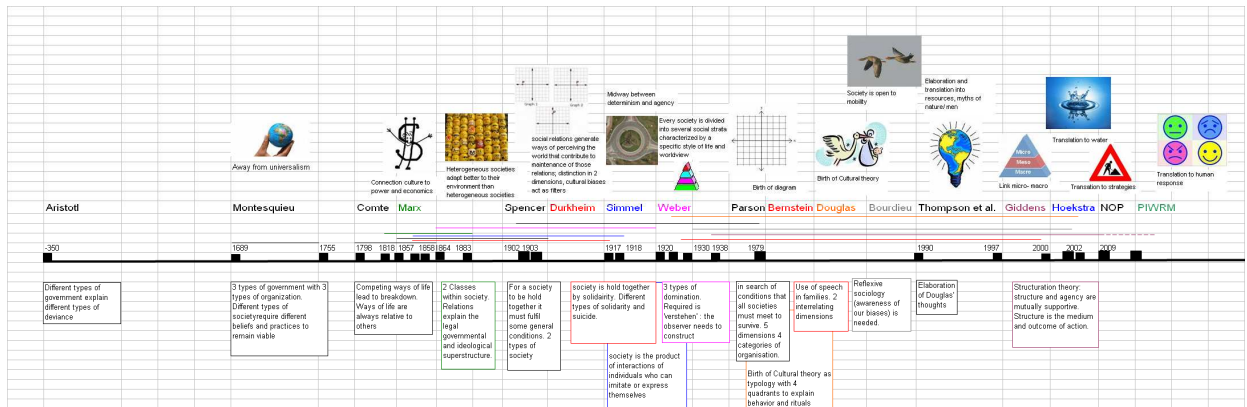 Away from universalism
Connection culture to
power and economics
Heterogeneous societies
adapt better to their
environment than
heterogeneous societies
Graph 1
Graph 2
social relations generate
ways of perceiving the
world that contribute to
maintenance of those
relations; distinction in 2
dimensions, cultural biases
act as filters
Midway between
determinism and agency
Every society is divided
into several social strata
characterized by a
specific style of life and
worldview
Birth of diagram
Society is open to
mobility
Birth of Cultural theory
Elaboration and
translation into
resources, myths of
nature/ men
Micro
Meso
Macro
Link micro- macro
Translation to water
Translation to strategies
Translation to human
response
Aristotl
Montesquieu
Comte
Marx
Spencer
Durkheim
Simmel
Weber
Parson
Bernstein
Douglas
Bourdieu
Thompson et al.
Giddens
Hoekstra
NOP
PIWRM
-350
1689
1755
1798
1818
1857
1858
1864
1883
1902
1903
1917
1918
1920
1930
1938
1979
1990
1997
2000
2002
2009
Different types of
government explain
different types of
deviance
3 types of government with 3
types of organization.
Different types of
societyrequire different
beliefs and practices to
remain viable
Competing ways of life
lead to breakdown.
Ways of life are
always relative to
others
2 Classes
within society.
Relations
explain the
legal
governmental
and ideological
superstructure.
For a society
to be hold
together it
must fulfil
some general
conditions. 2
types of
society
society is hold together
by solidarity. Different
types of solidarity and
suicide.
society is the product
of interactions of
individuals who can
imitate or express
themselves
3 types of
domination.
Required is
'verstehen' : the
observer needs to
construct
in search of
conditions that
all societies
must meet to
survive. 5
dimensions 4
categories of
organisation.
Birth of Cultural theory as
typology with 4
quadrants to explain
behavior and rituals
Use of speech
in families. 2
interrelating
dimensions
Reflexive
sociology
(awareness of
our biases) is
needed.
Elaboration
of Douglas'
thoughts
Structuration theory:
structure and agency are
mutually supportive.
Structure is the medium
and outcome of action.